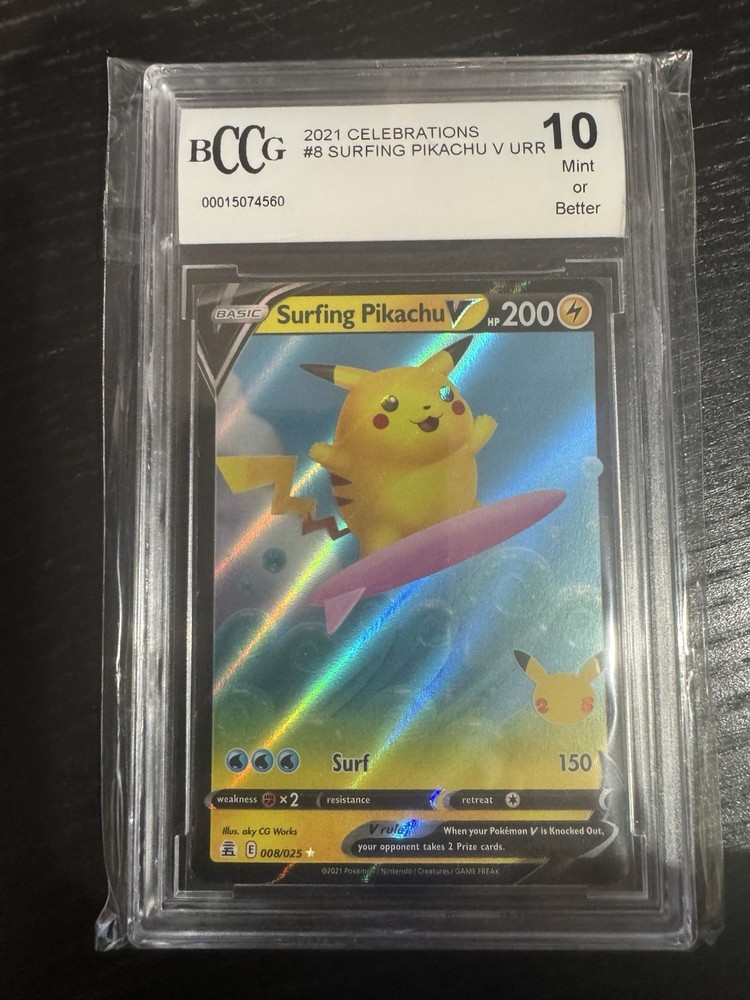 BCCG
2021 CELEBRATIONS
#8 SURFING PIKACHU V URR
10
Mint
or
Better
00015074560
BASIC
Surfing Pikachu V
HP 200
25
Surf 150
weakness ×2 resistance retreat
Illus. aky CG Works
V rule
When your Pokémon V is Knocked Out,
your opponent takes 2 Prize cards.
E 008/025
©2021 Pokémon / Nintendo / Creatures / GAME FREAK